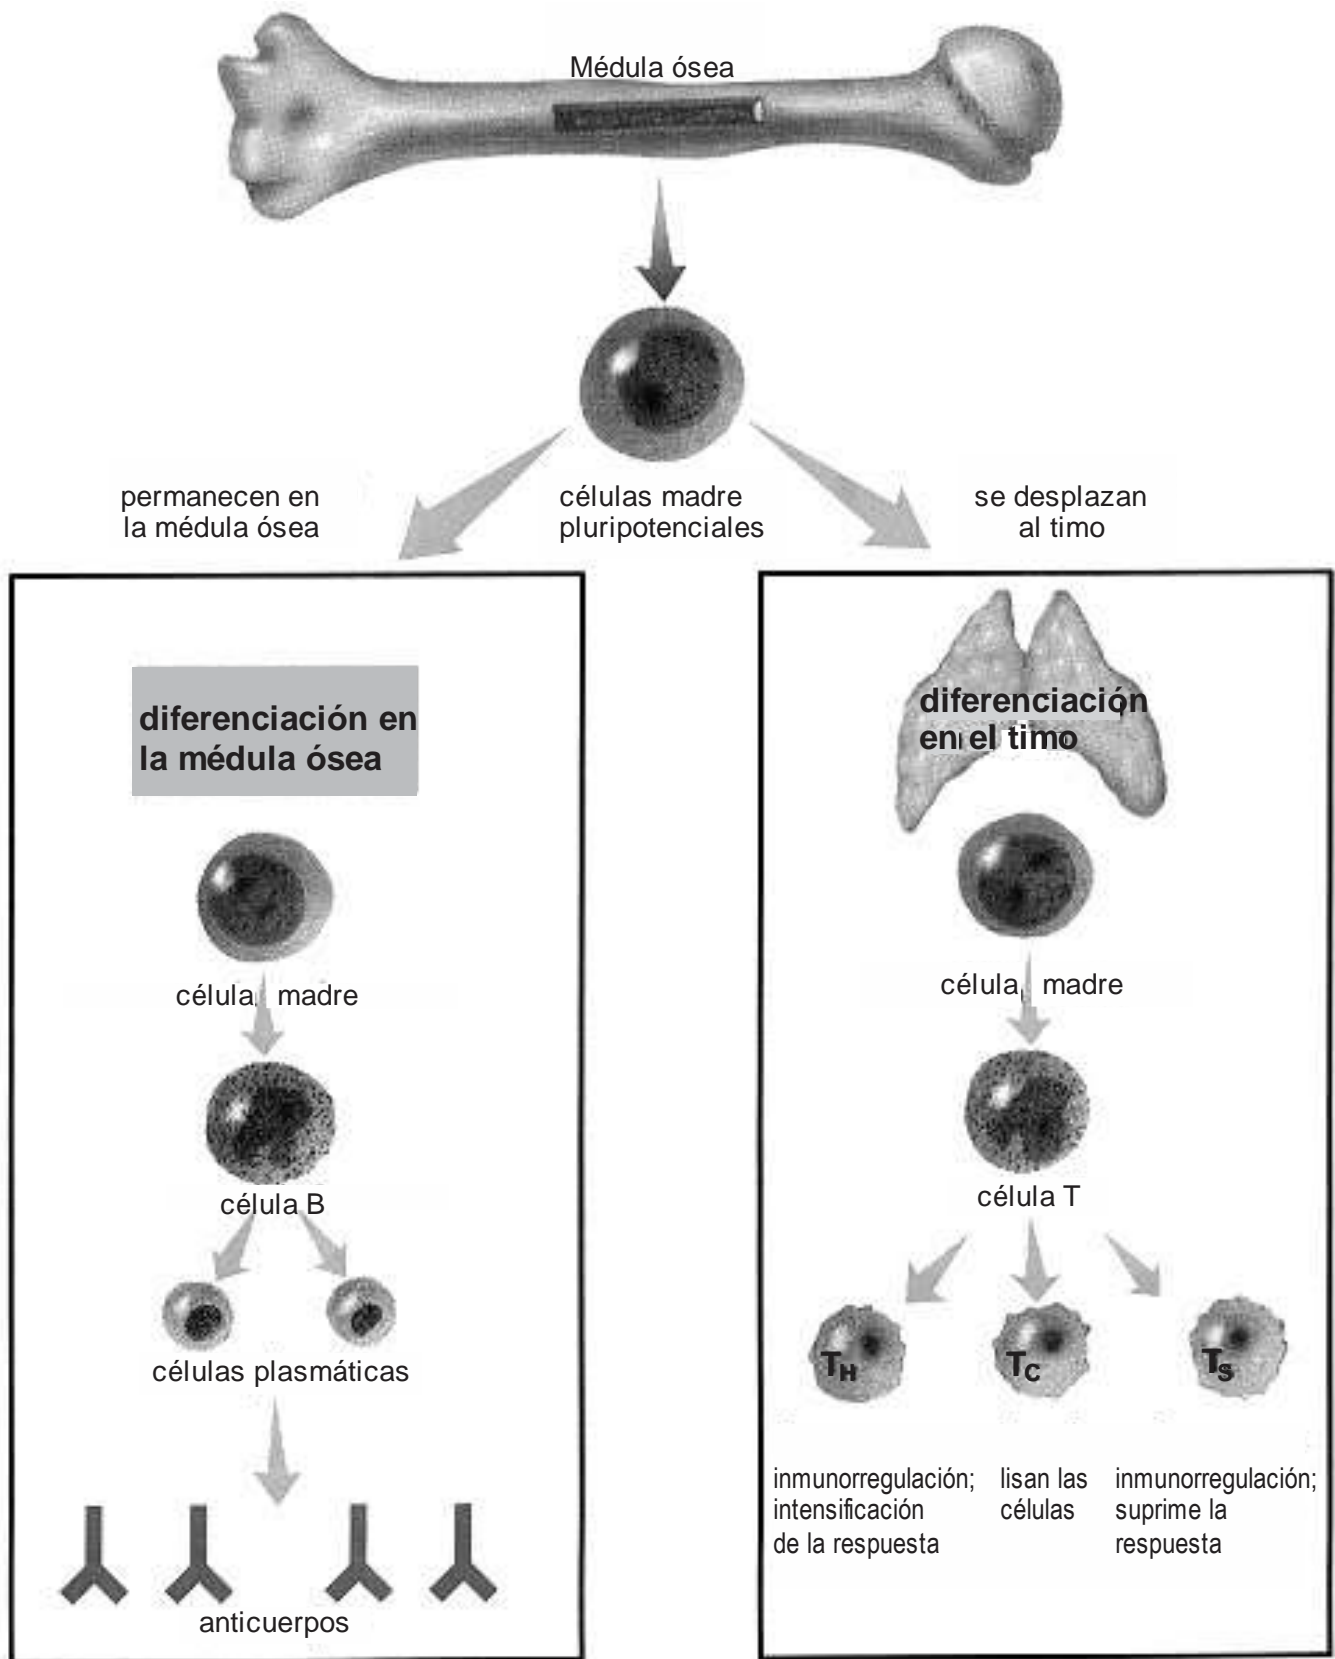 Médula ósea
permanecen en
la médula ósea
células madre
pluripotenciales
se desplazan
al timo
diferenciación en
la médula ósea
célula madre
célula B
células plasmáticas
anticuerpos
diferenciación
en el timo
célula madre
célula T
TH
TC
TS
inmunorregulación;
intensificación
de la respuesta
lisan las
células
inmunorregulación;
suprime la
respuesta